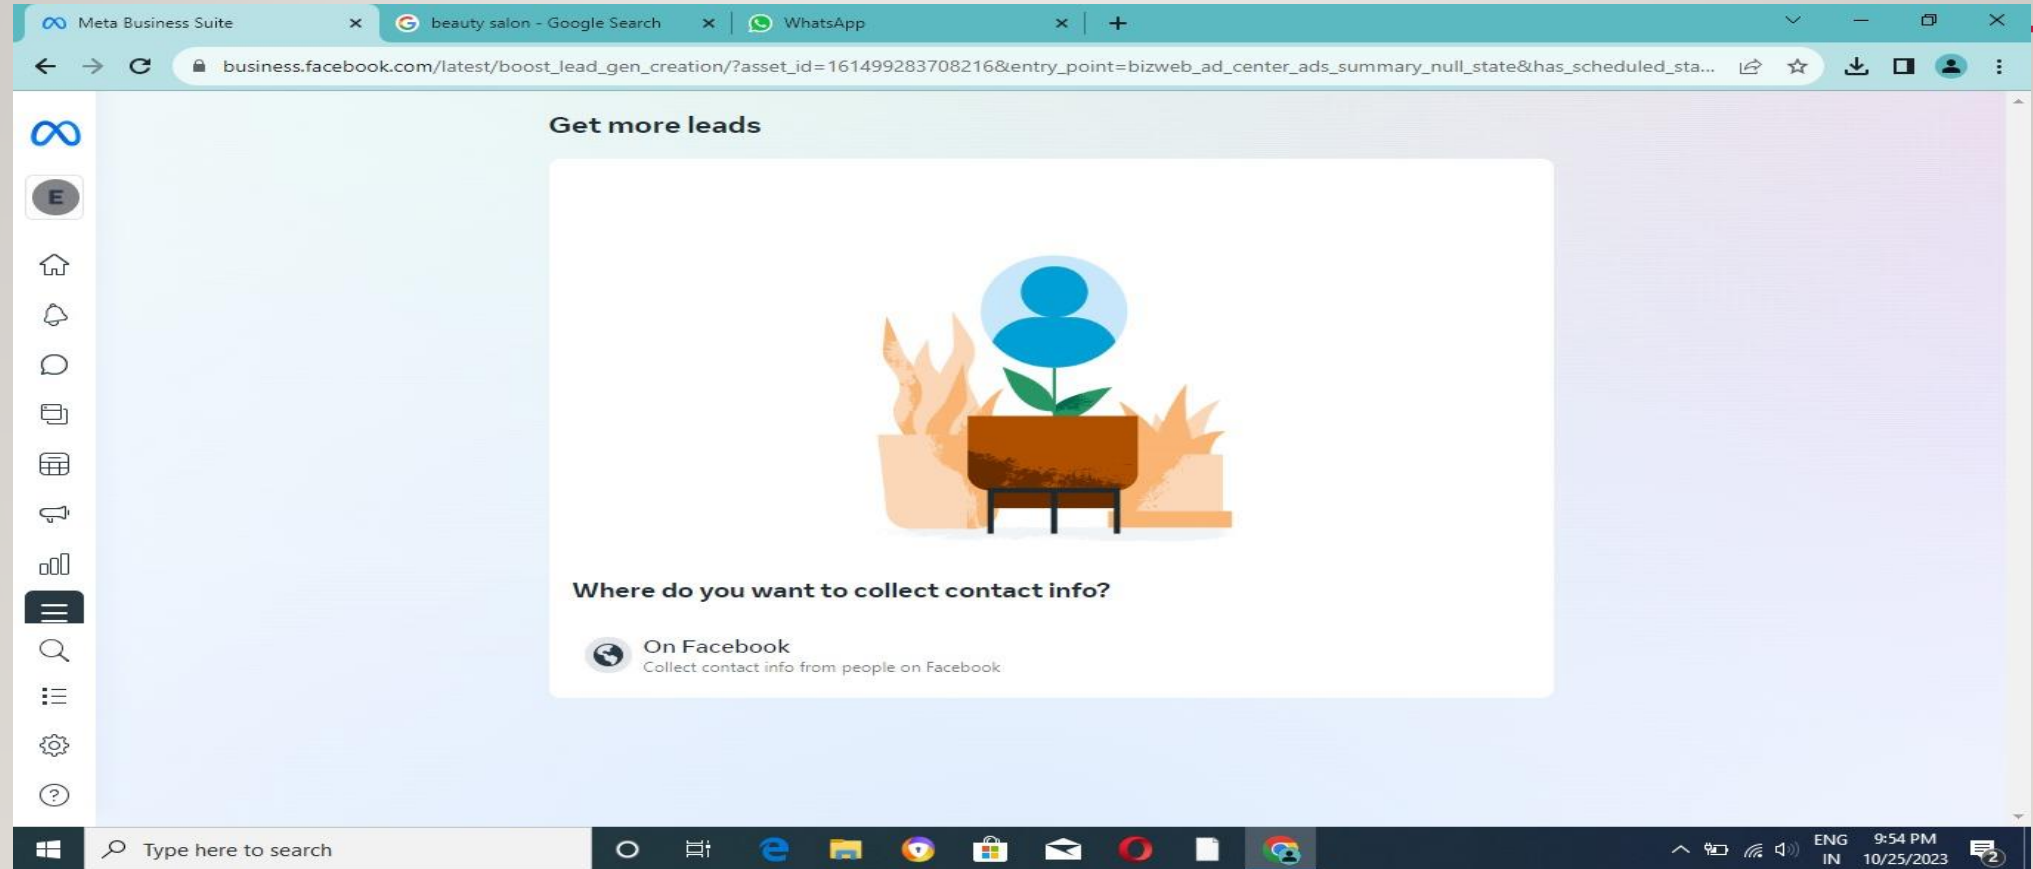 Meta Business Suite
beauty salon - Google Search
WhatsApp
business.facebook.com/latest/boost_lead_gen_creation/?asset_id=161499283708216&entry_point=bizweb_ad_center_ads_summary_null_state&has_scheduled_sta...
Get more leads
E
Where do you want to collect contact info?
On Facebook
Collect contact info from people on Facebook
Type here to search
ENG
IN
9:54 PM
10/25/2023
2